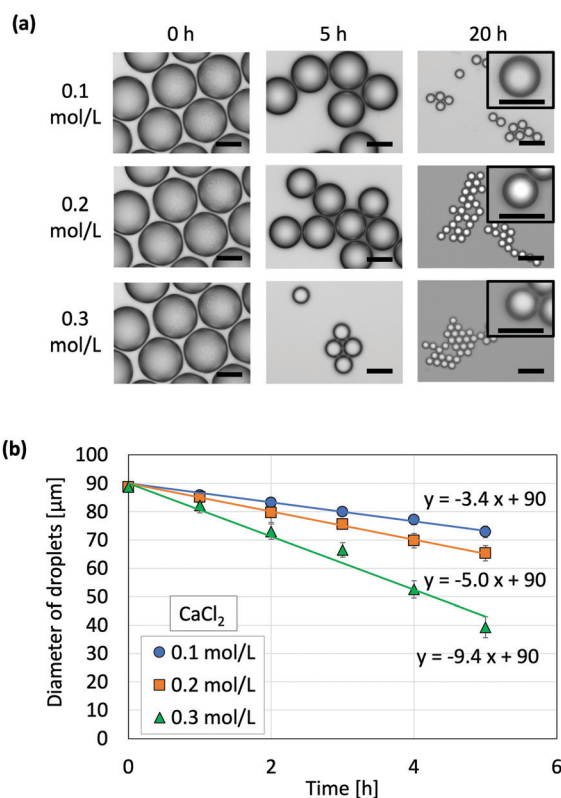 (a)
0 h 5 h 20 h
0.1
mol/L
0.2
mol/L
0.3
mol/L
(b)
Diameter of droplets [µm]
100
90
80
70
60
50
40
30
20
10
0
y = -3.4 x + 90
y = -5.0 x + 90
y = -9.4 x + 90
CaCl₂
0.1 mol/L
0.2 mol/L
0.3 mol/L
0 2 4 6
Time [h]